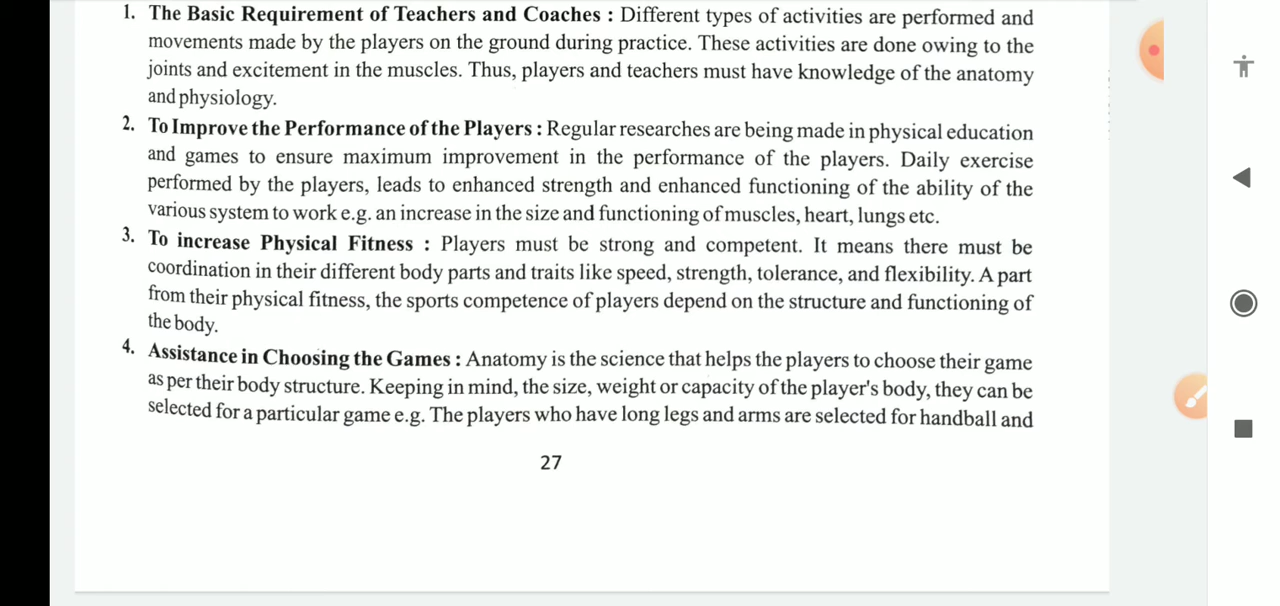 1. The Basic Requirement of Teachers and Coaches : Different types of activities are performed and
movements made by the players on the ground during practice. These activities are done owing to the
joints and excitement in the muscles. Thus, players and teachers must have knowledge of the anatomy
and physiology.
2. To Improve the Performance of the Players : Regular researches are being made in physical education
and games to ensure maximum improvement in the performance of the players. Daily exercise
performed by the players, leads to enhanced strength and enhanced functioning of the ability of the
various system to work e.g. an increase in the size and functioning of muscles, heart, lungs etc.
3. To increase Physical Fitness : Players must be strong and competent. It means there must be
coordination in their different body parts and traits like speed, strength, tolerance, and flexibility. A part
from their physical fitness, the sports competence of players depend on the structure and functioning of
the body.
4. Assistance in Choosing the Games : Anatomy is the science that helps the players to choose their game
as per their body structure. Keeping in mind, the size, weight or capacity of the player's body, they can be
selected for a particular game e.g. The players who have long legs and arms are selected for handball and
27